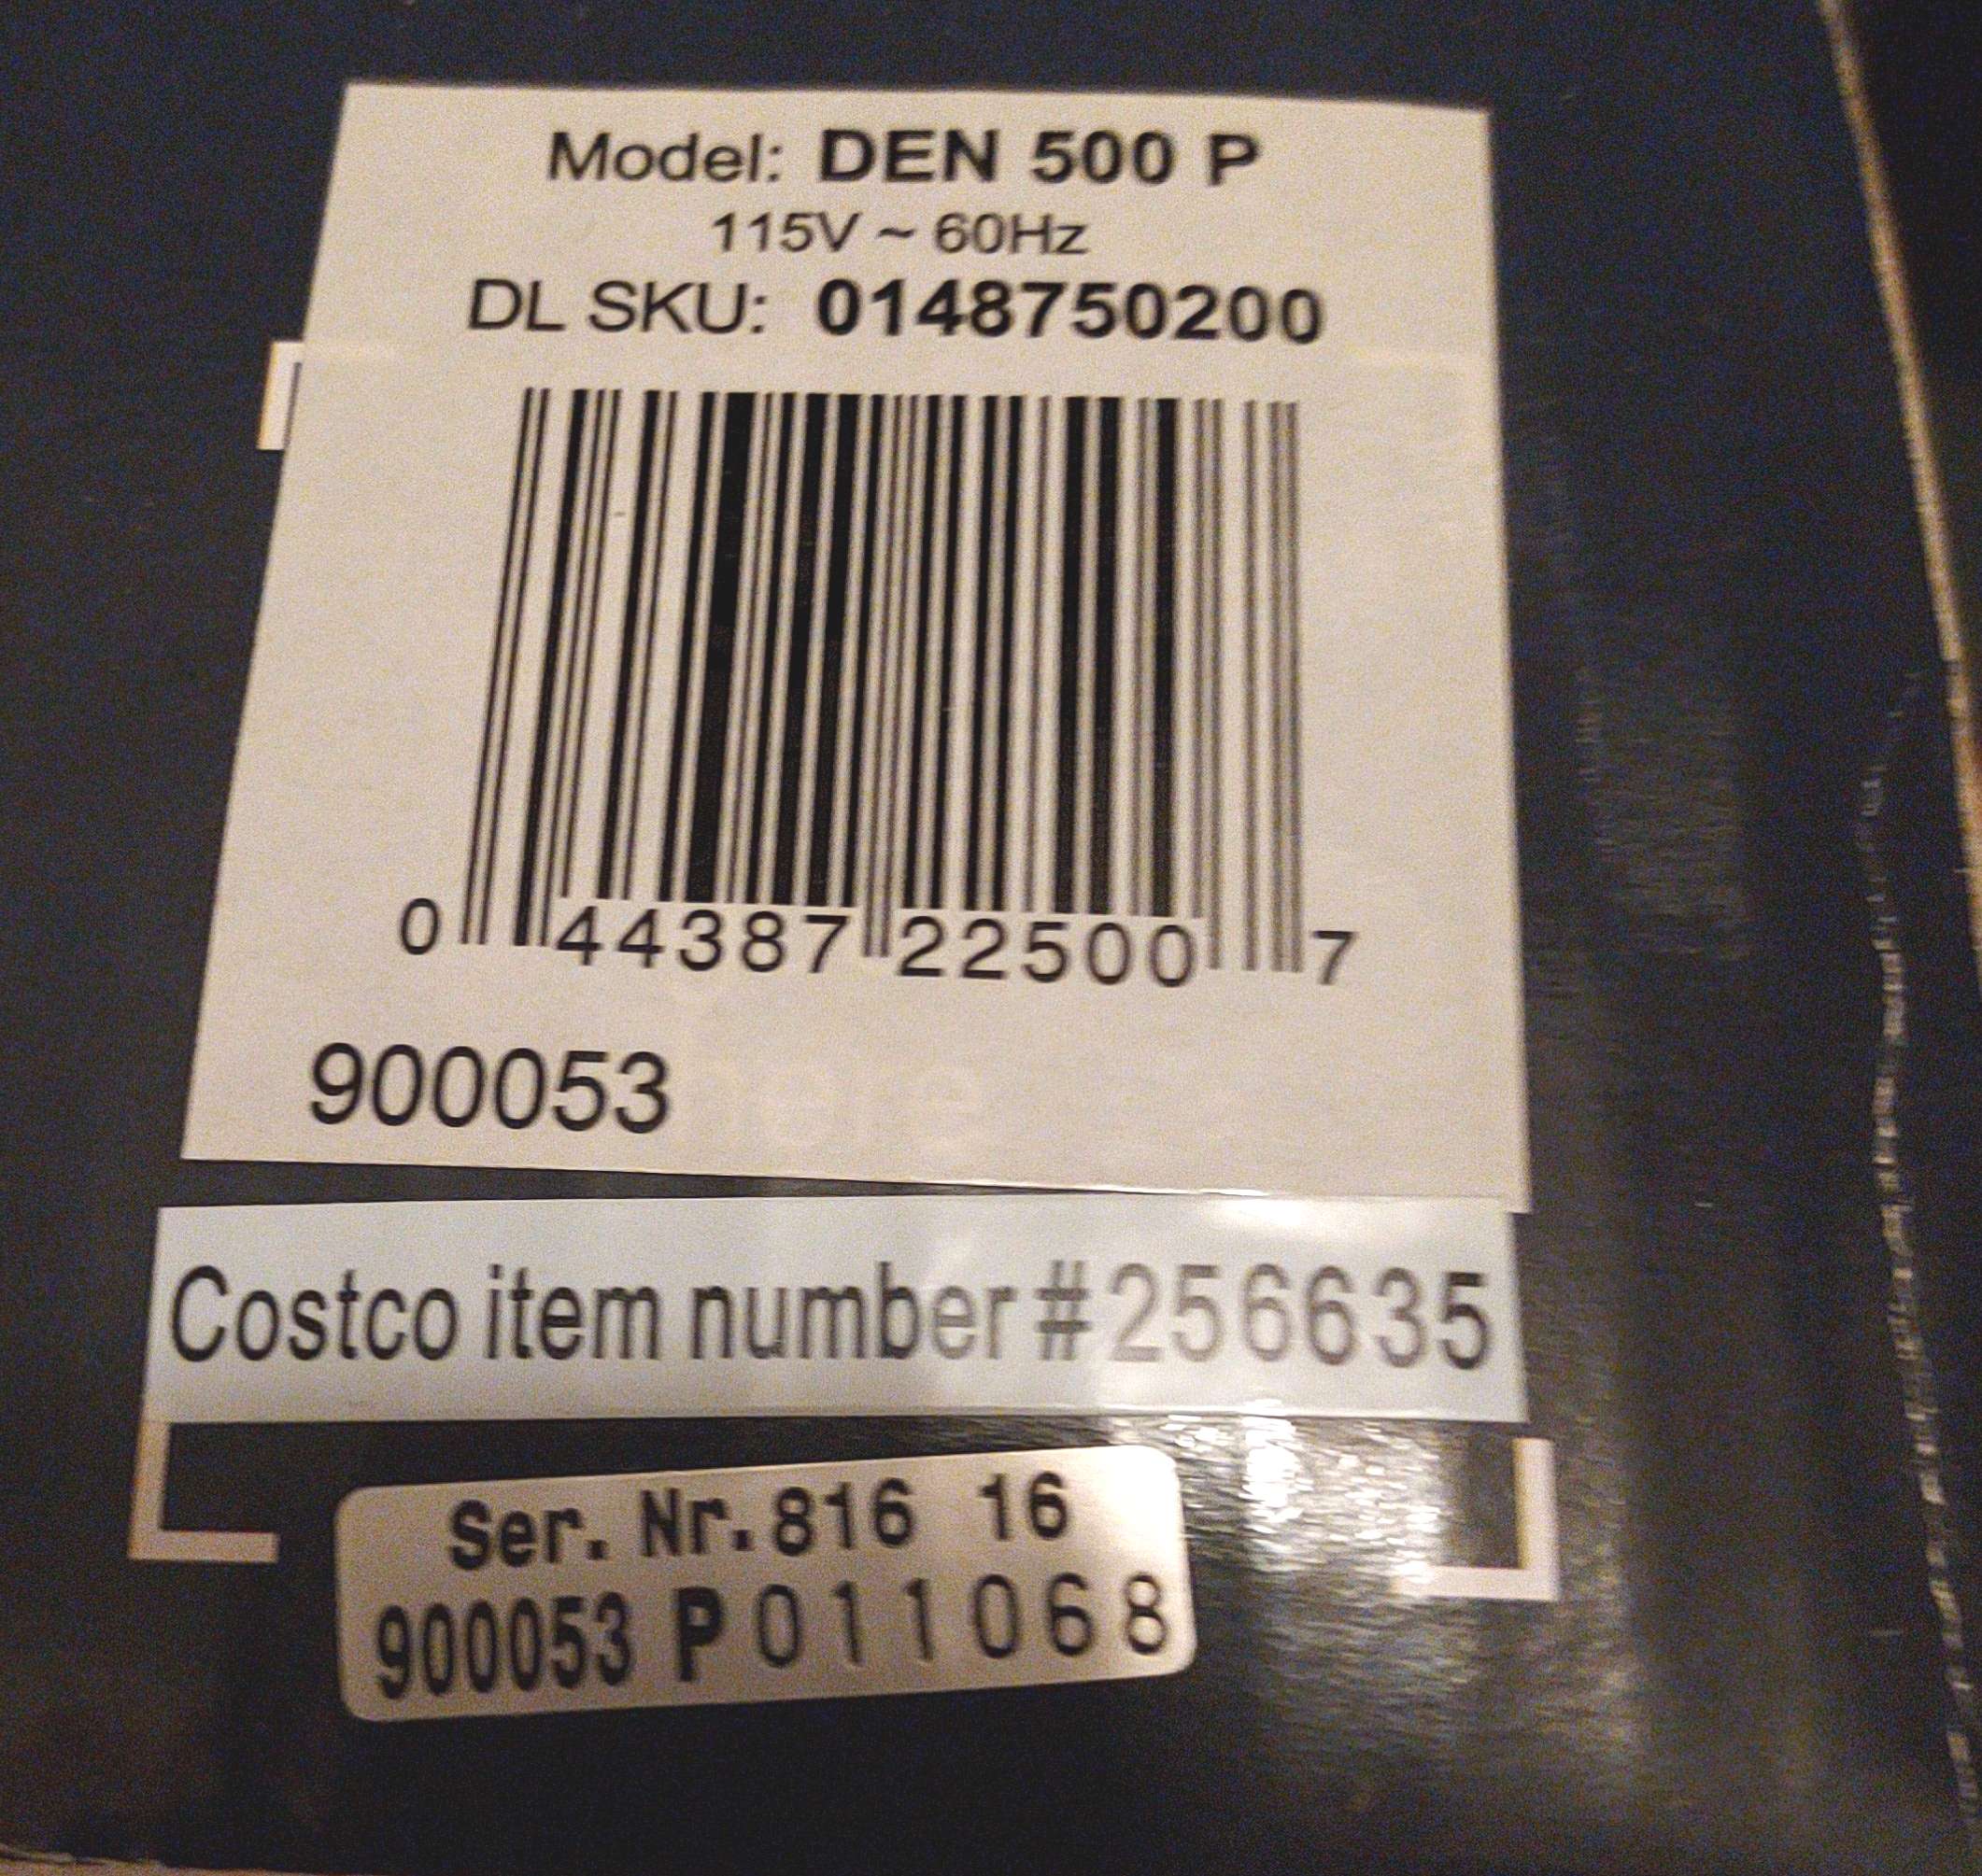 Model: DEN 500 P
115V ~ 60Hz
DL SKU: 0148750200
0 44387 22500 7
900053
Costco item number #256635
Ser. Nr. 816 16
900053 P 011068